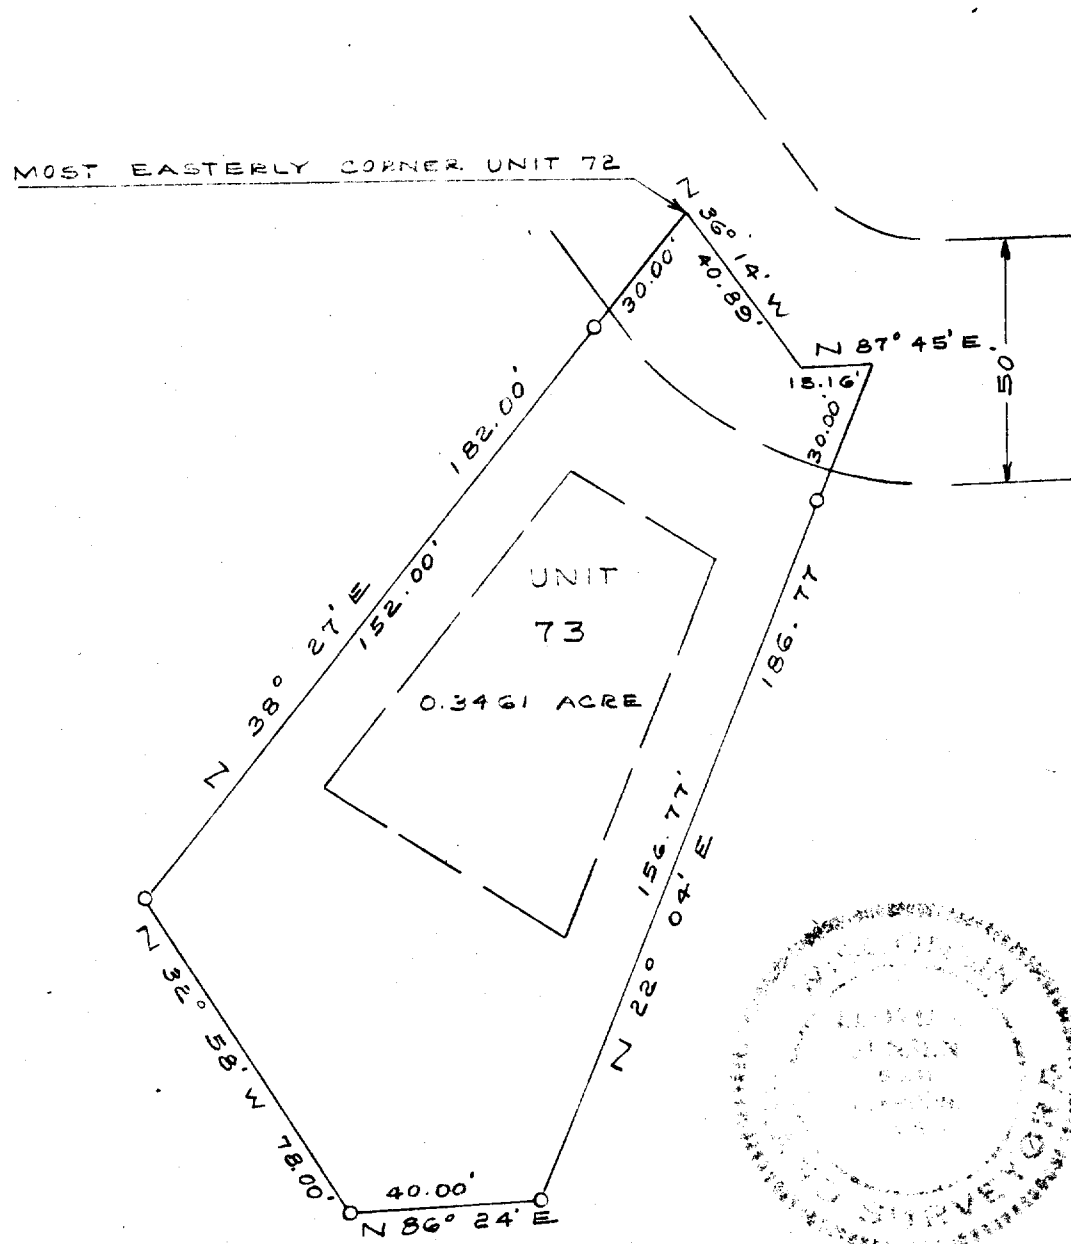 MOST EASTERLY CORNER UNIT 72
N 36° 14' W
40.89'
30.00'
N 87° 45' E
15.16'
30.00'
50'
182.00'
N 38° 27' E
152.00'
UNIT
73
0.3461 ACRE
186.77
156.77'
N 22° 04' E
N 32° 58' W 78.00'
40.00'
N 86° 24' E
SURVEYOR